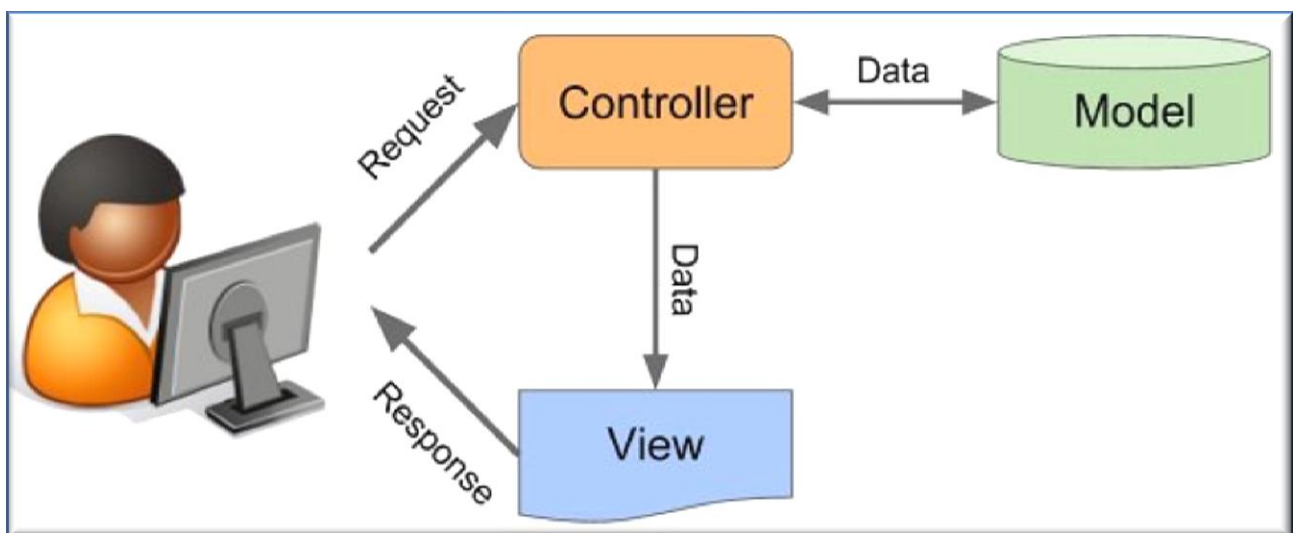 Request
Controller
Data
Model
Data
View
Response